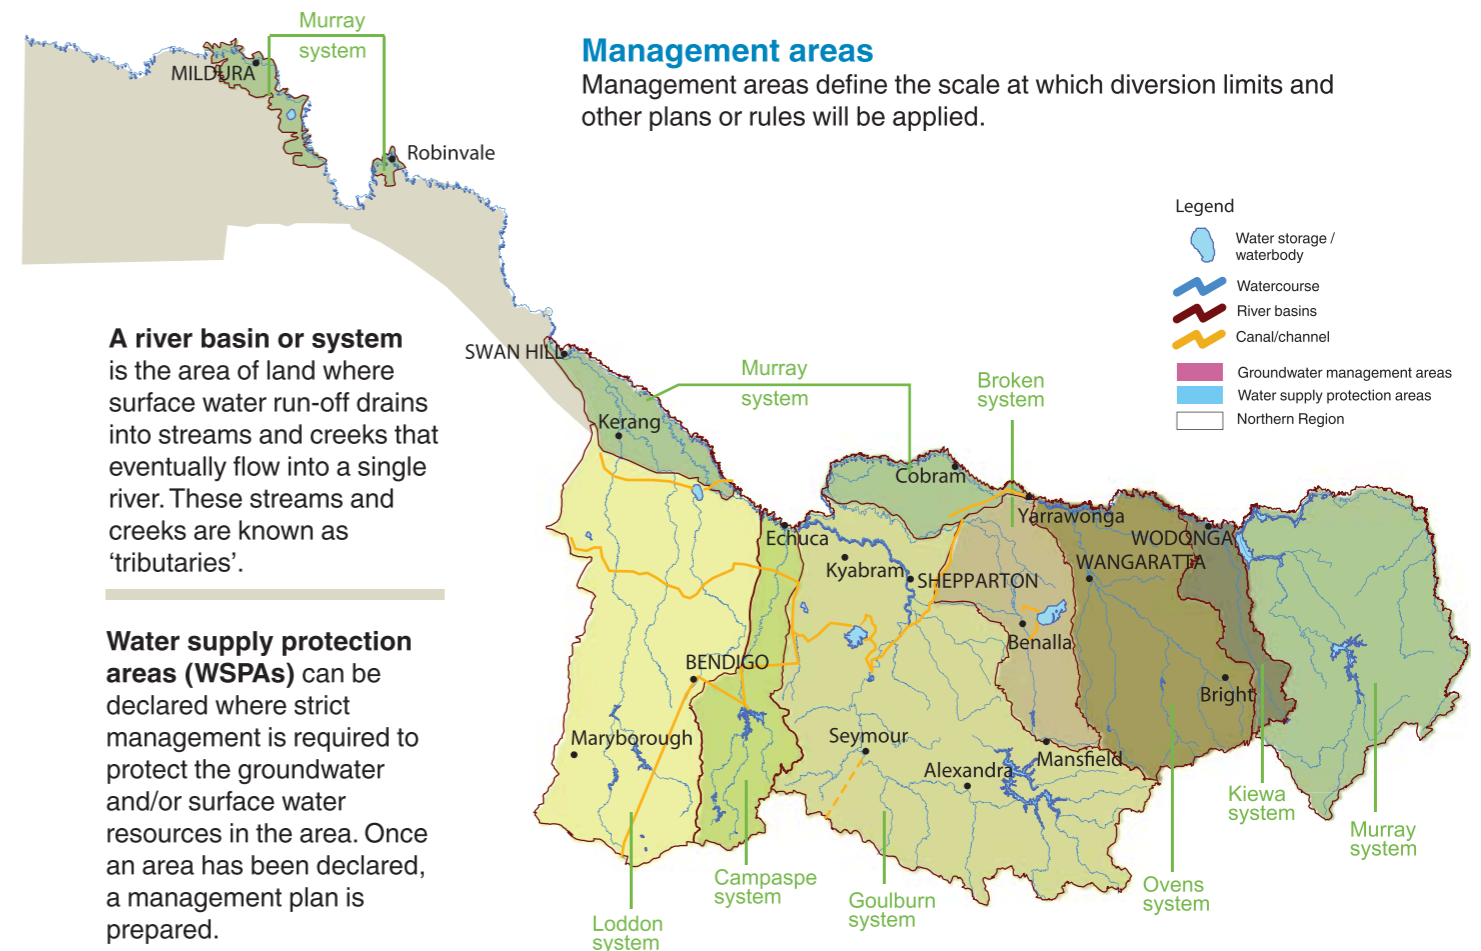 Management areas
Management areas define the scale at which diversion limits and
other plans or rules will be applied.
Murray
system
MILDURA
Robinvale
Legend
Water storage /
waterbody
Watercourse
River basins
Canal/channel
Groundwater management areas
Water supply protection areas
Northern Region
A river basin or system
is the area of land where
surface water run-off drains
into streams and creeks that
eventually flow into a single
river. These streams and
creeks are known as
‘tributaries’.
Water supply protection
areas (WSPAs) can be
declared where strict
management is required to
protect the groundwater
and/or surface water
resources in the area. Once
an area has been declared,
a management plan is
prepared.
SWAN HILL
Murray
system
Broken
system
Kerang
Cobram
Yarrawonga
Echuca
WODONGA
Kyabram
WANGARATTA
SHEPPARTON
Benalla
BENDIGO
Bright
Maryborough
Seymour
Mansfield
Alexandra
Kiewa
system
Murray
system
Campaspe
system
Goulburn
system
Ovens
system
Loddon
system